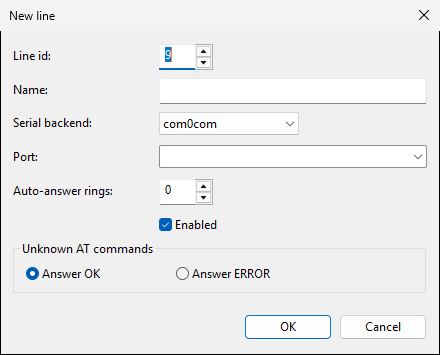 New line
Line id: 9
Name:
Serial backend: com0com
Port:
Auto-answer rings: 0
Enabled
Unknown AT commands
Answer OK Answer ERROR
OK Cancel